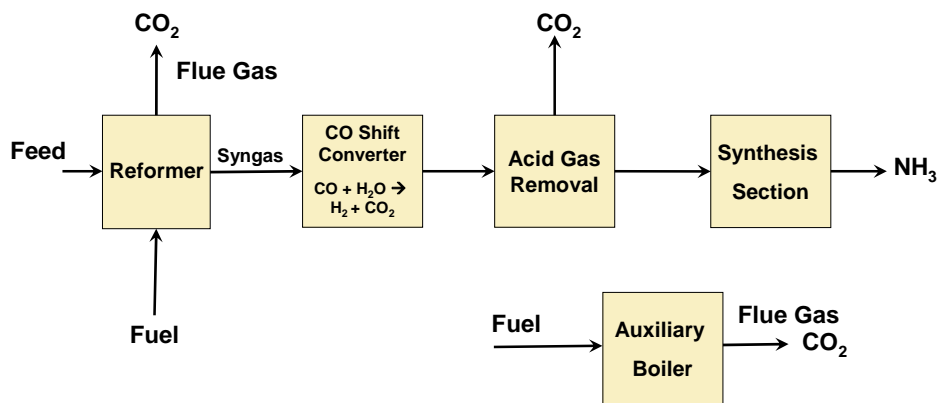 CO₂
Flue Gas
Feed
Reformer
Syngas
CO Shift
Converter
CO + H₂O →
H₂ + CO₂
CO₂
Acid Gas
Removal
Synthesis
Section
NH₃
Fuel
Fuel
Auxiliary
Boiler
Flue Gas
CO₂